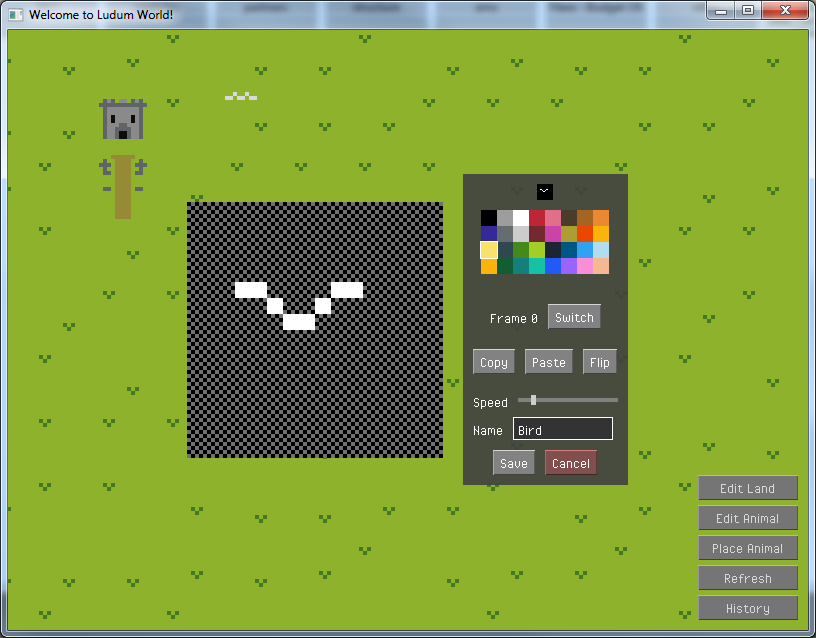 Welcome to Ludum World!
Frame 0 Switch
Copy Paste Flip
Speed
Name Bird
Save Cancel
Edit Land
Edit Animal
Place Animal
Refresh
History